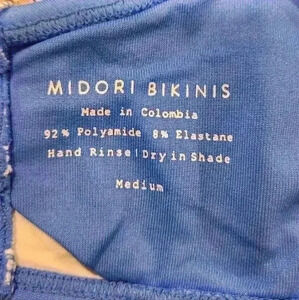 MIDORI BIKINIS
Made in Colombia
92% Polyamide 8% Elastane
Hand Rinse | Dry in Shade
Medium